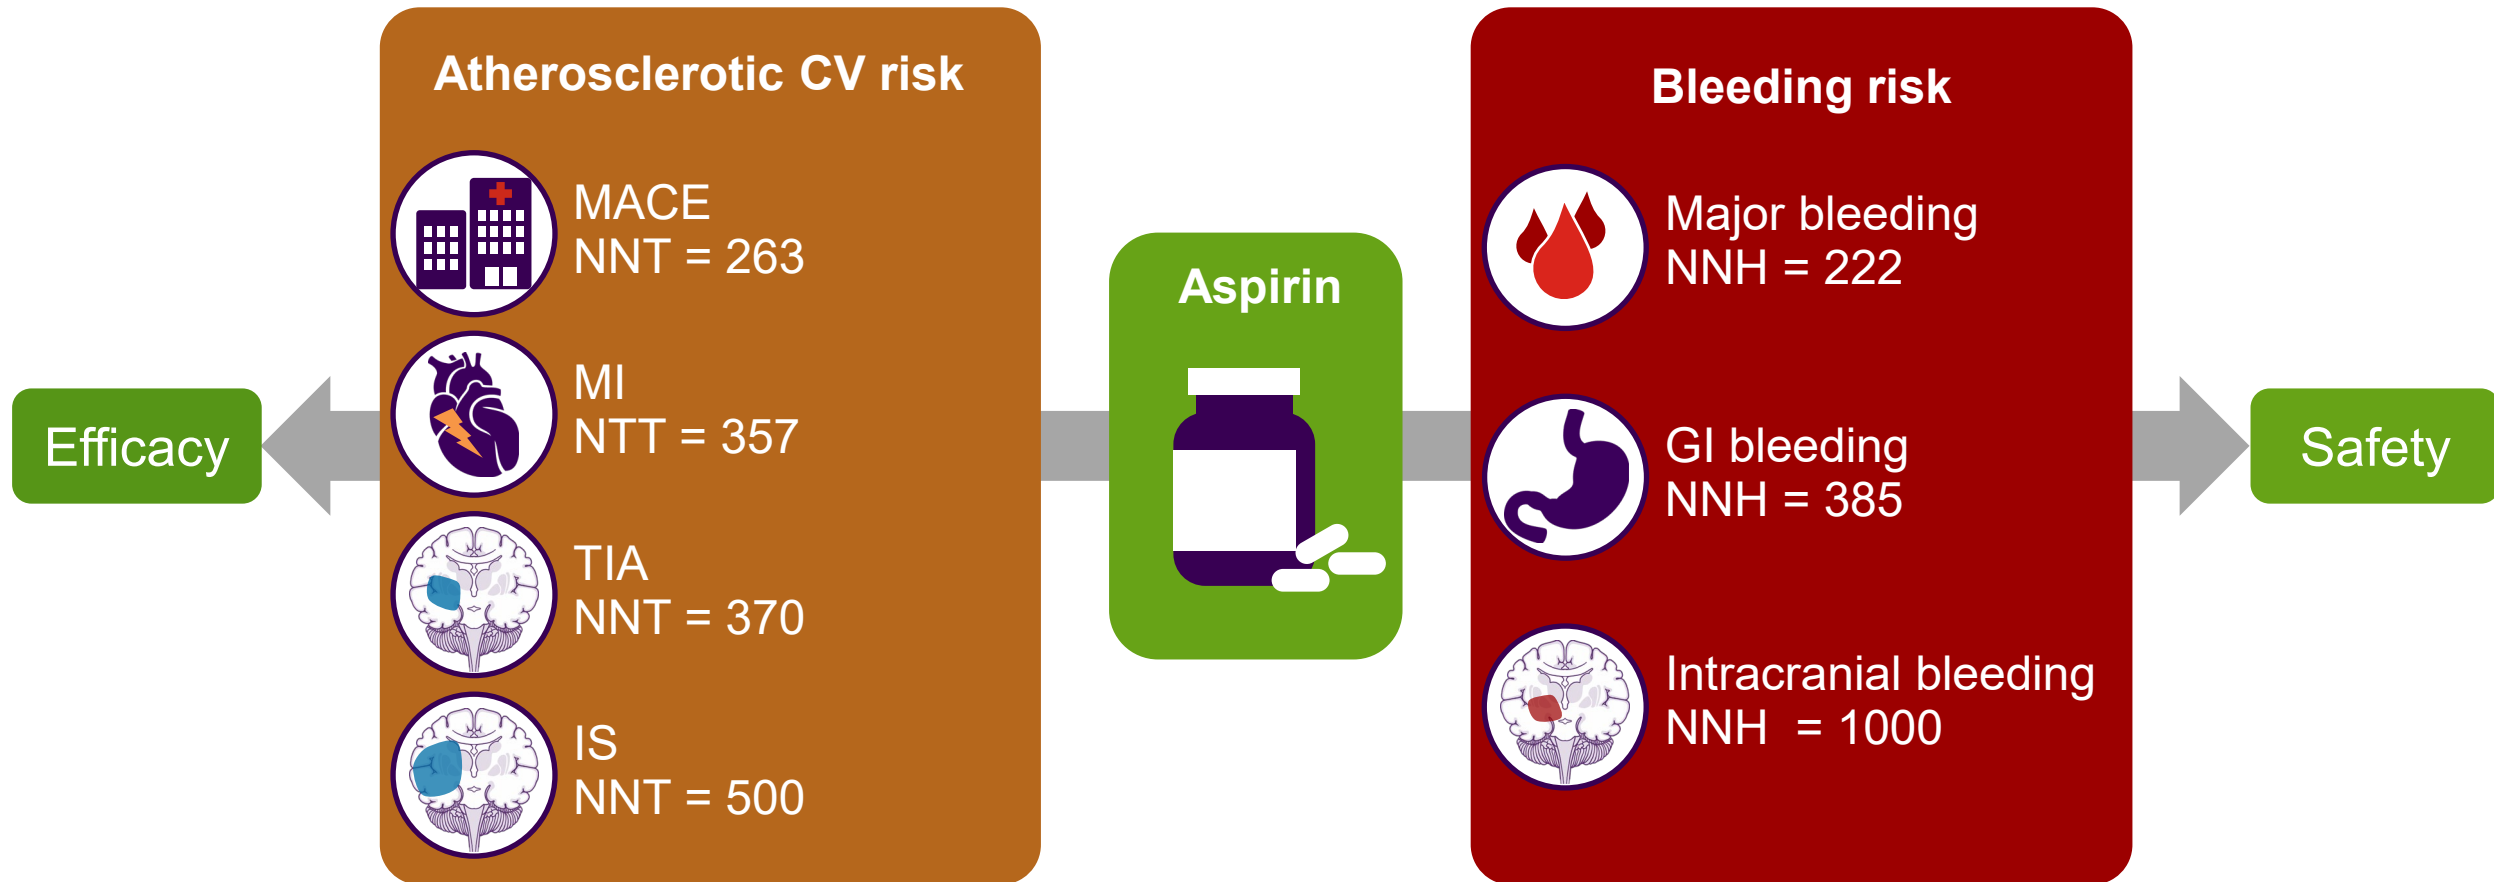 Efficacy
Atherosclerotic CV risk
MACE
NNT = 263
MI
NTT = 357
TIA
NNT = 370
IS
NNT = 500
Aspirin
Bleeding risk
Major bleeding
NNH = 222
GI bleeding
NNH = 385
Intracranial bleeding
NNH  = 1000
Safety